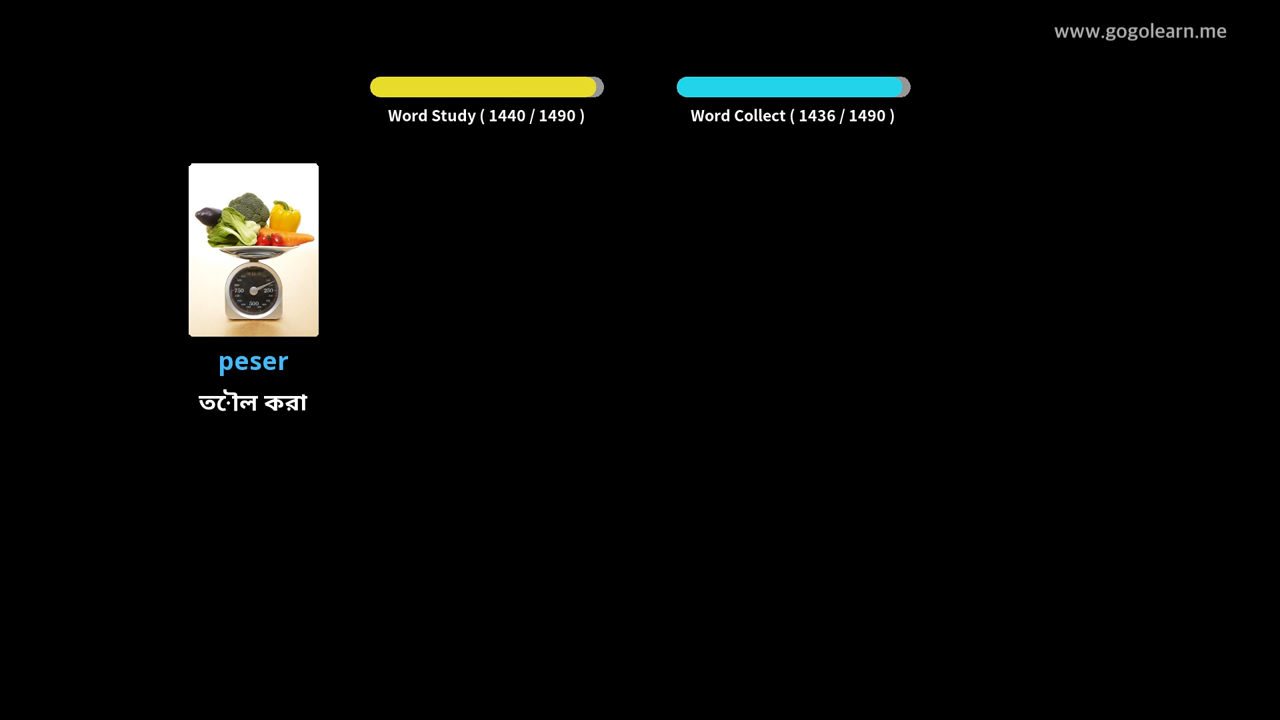 www.gogolearn.me
Word Study ( 1440 / 1490 )
Word Collect ( 1436 / 1490 )
peser
তৌল করা